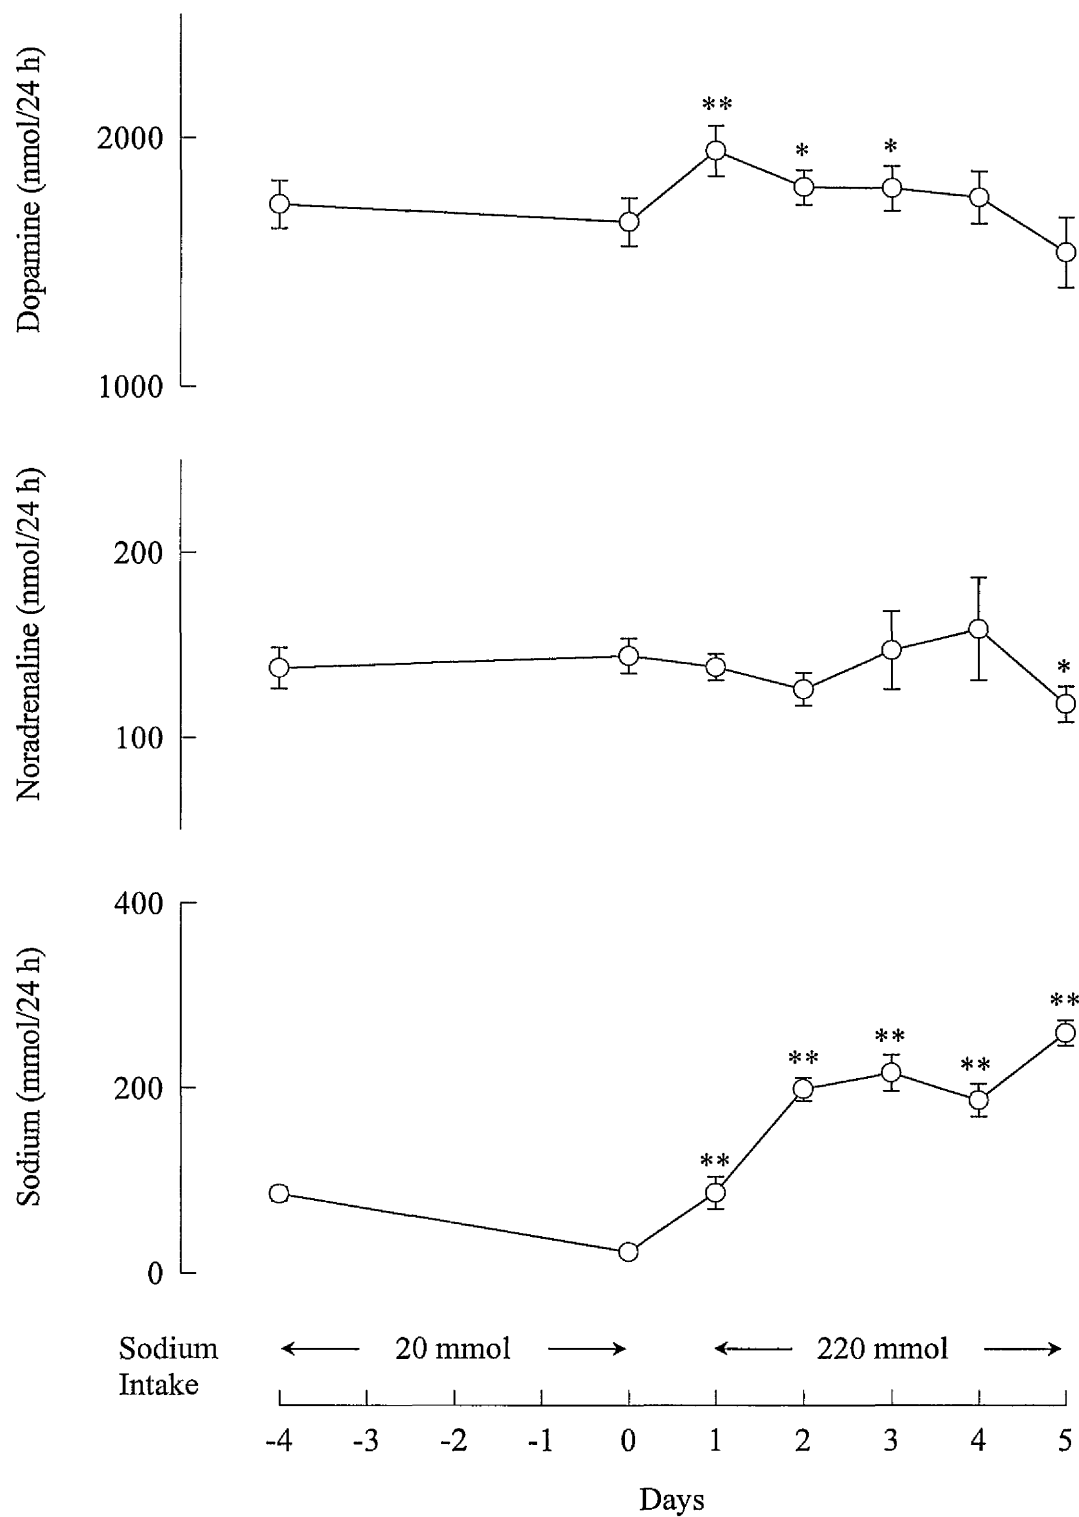 Dopamine (nmol/24 h)
2000
1000
**
*
*
Noradrenaline (nmol/24 h)
200
100
*
Sodium (mmol/24 h)
400
200
0
**
**
**
**
**
Sodium
Intake
20 mmol
220 mmol
-4 -3 -2 -1 0 1 2 3 4 5
Days